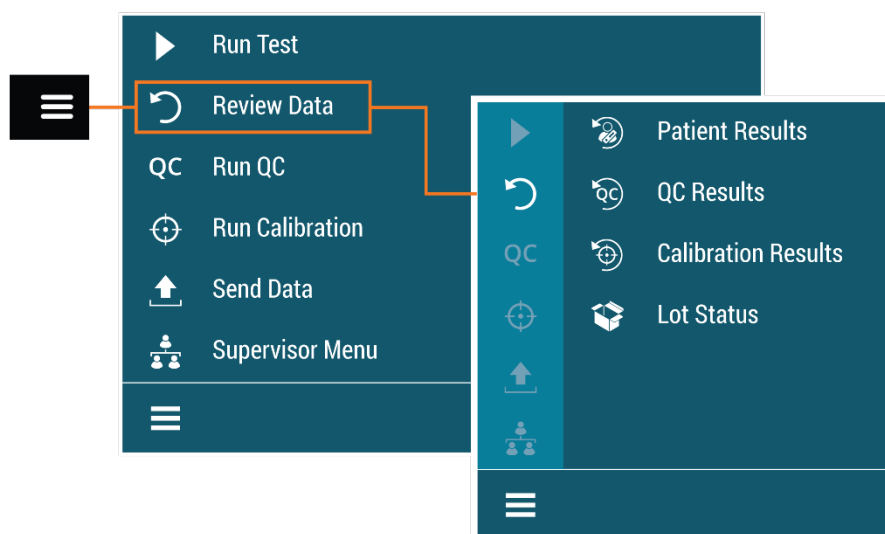 Run Test
Review Data
QC Run QC
Run Calibration
Send Data
Supervisor Menu
Patient Results
QC QC Results
QC Calibration Results
Lot Status